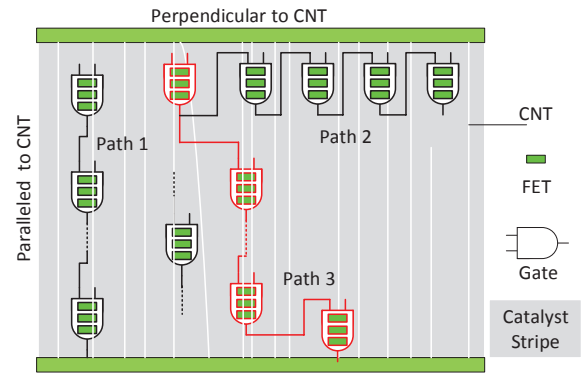 Perpendicular to CNT
Paralleled to CNT
Path 1
Path 2
Path 3
CNT
FET
Gate
Catalyst
Stripe